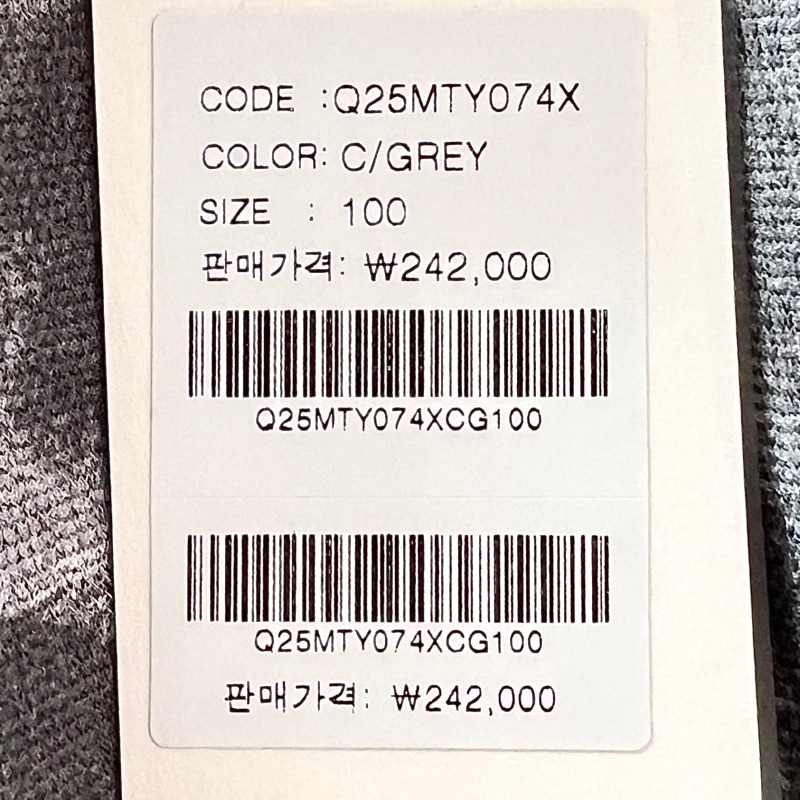 CODE :Q25MTY074X
COLOR: C/GREY
SIZE : 100
판매가격: ₩242,000
Q25MTY074XCG100
Q25MTY074XCG100
판매가격: ₩242,000